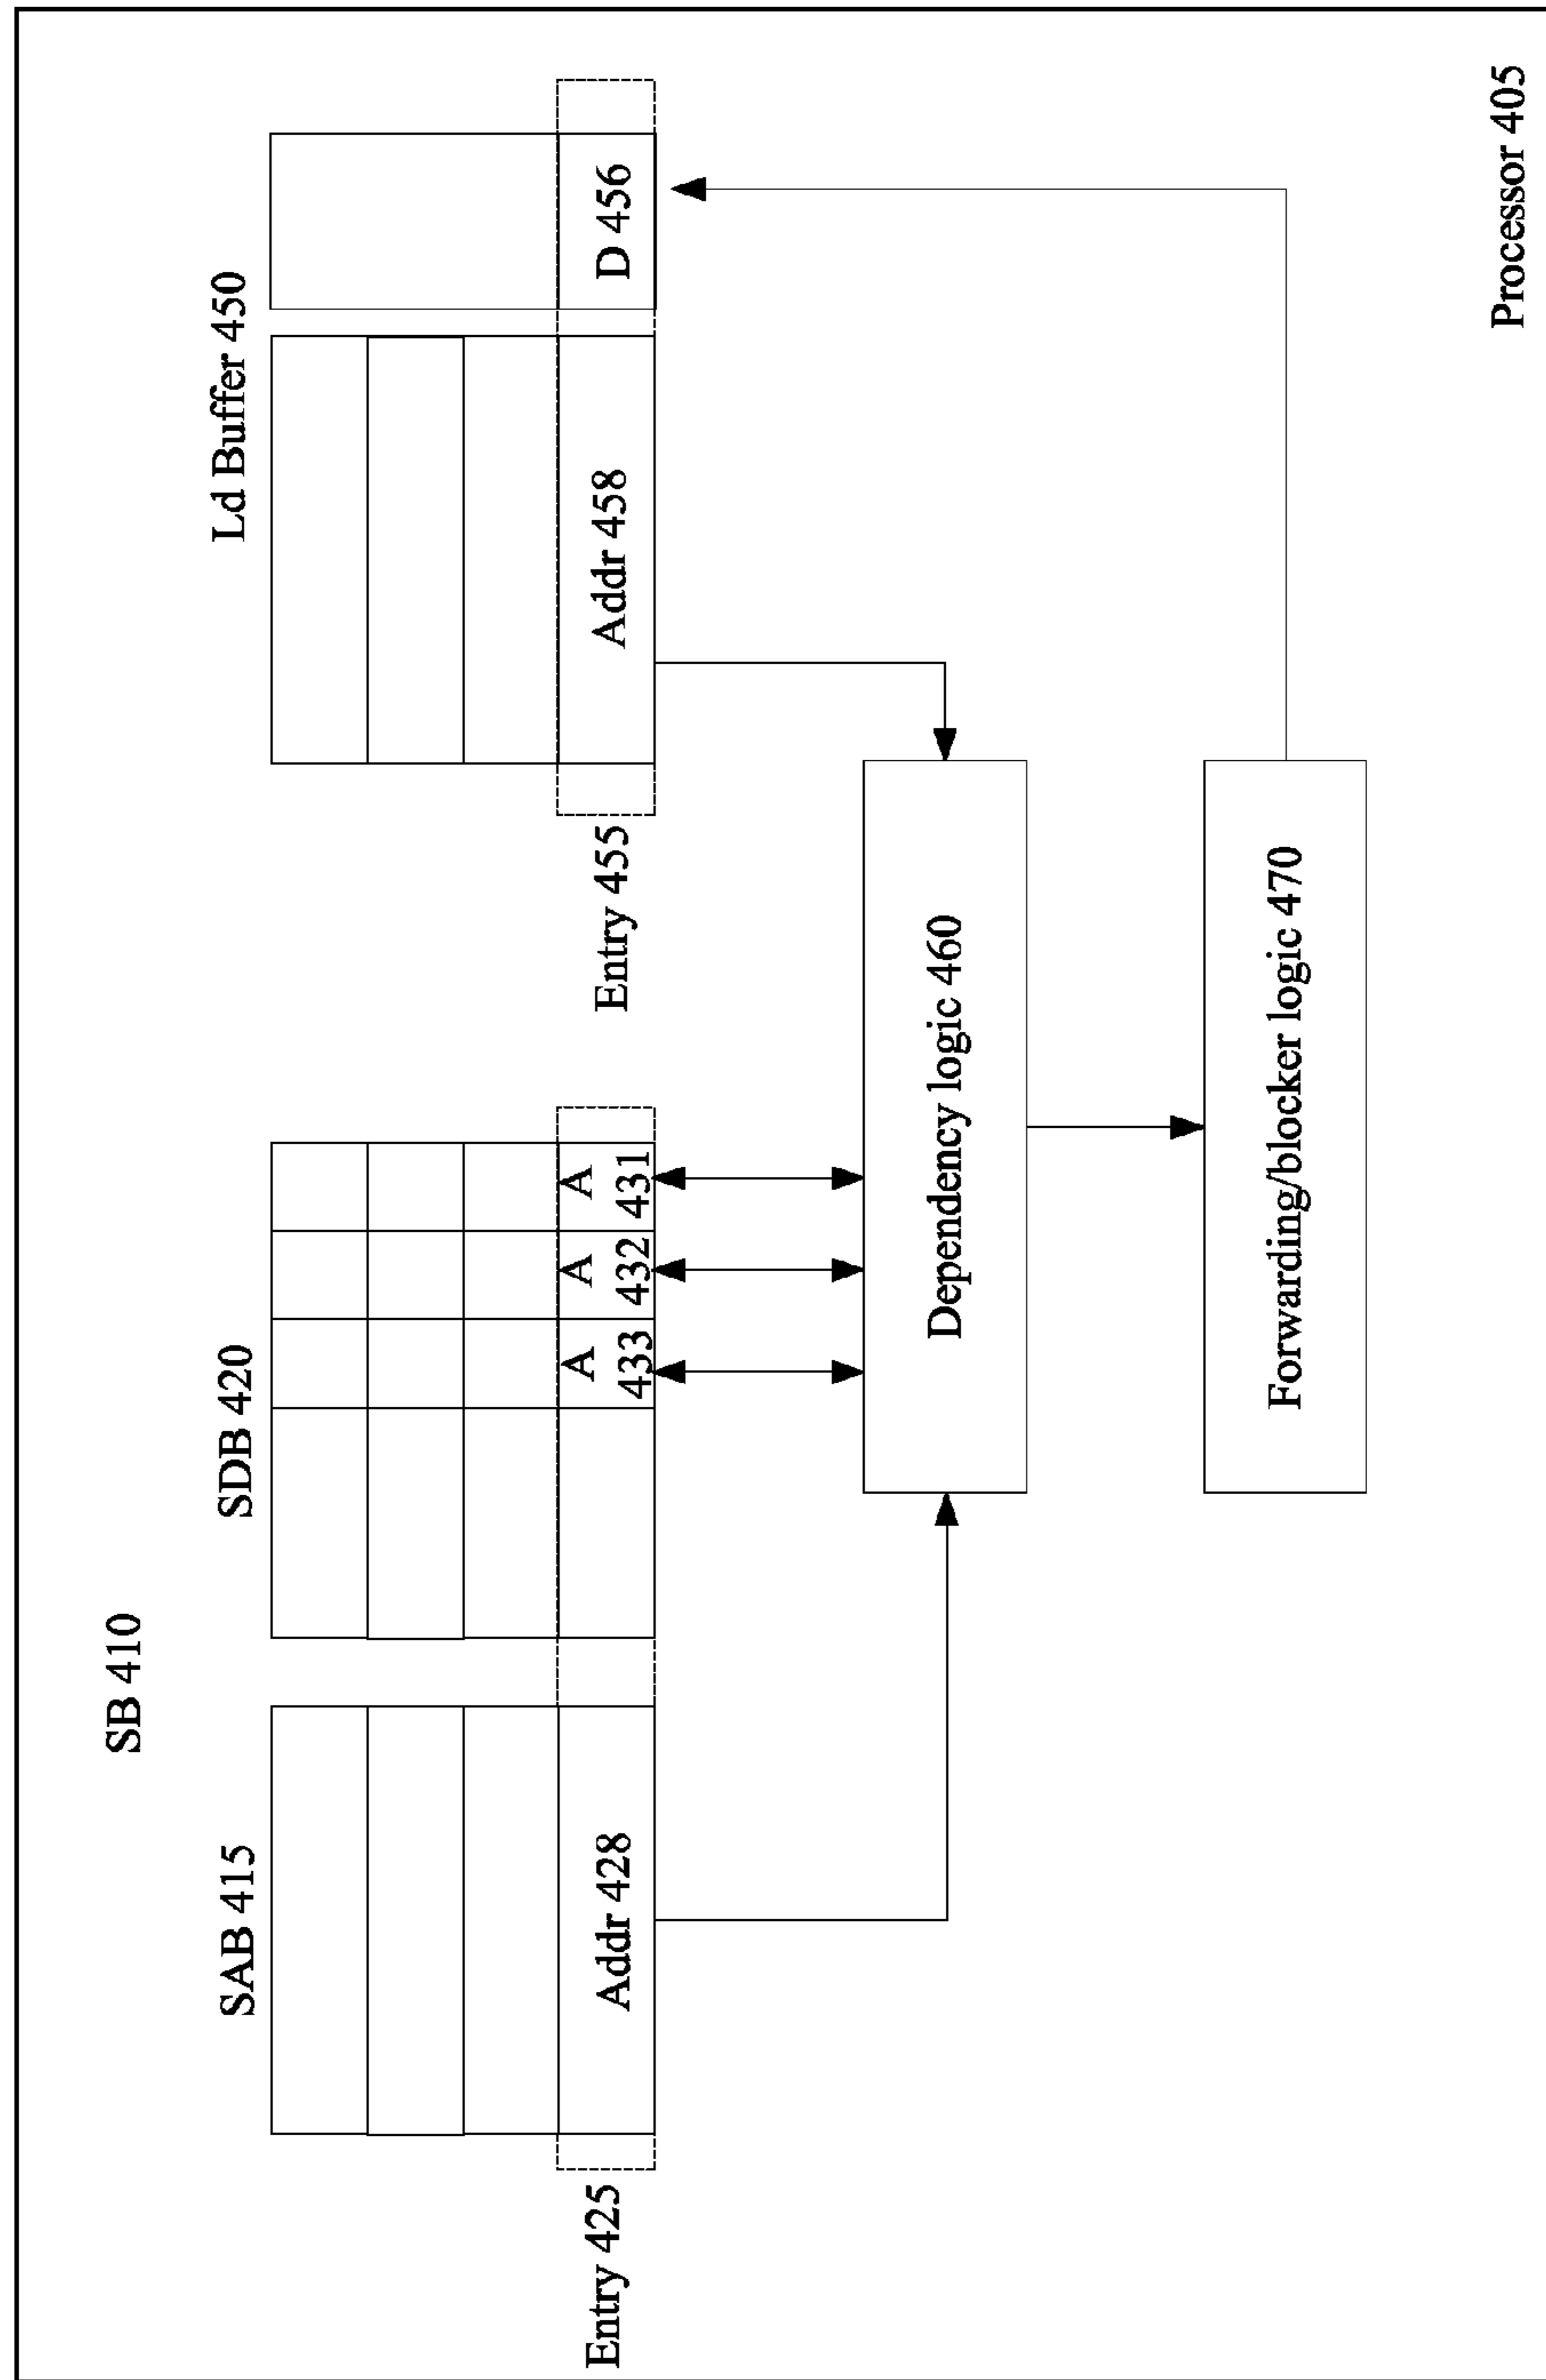 SB 410
SAB 415
SDB 420
Ld Buffer 450
Entry 425
Addr 428
A
433
A
432
A
431
Entry 455
Addr 458
D 456
Dependency logic 460
Forwarding/blocker logic 470
Processor 405